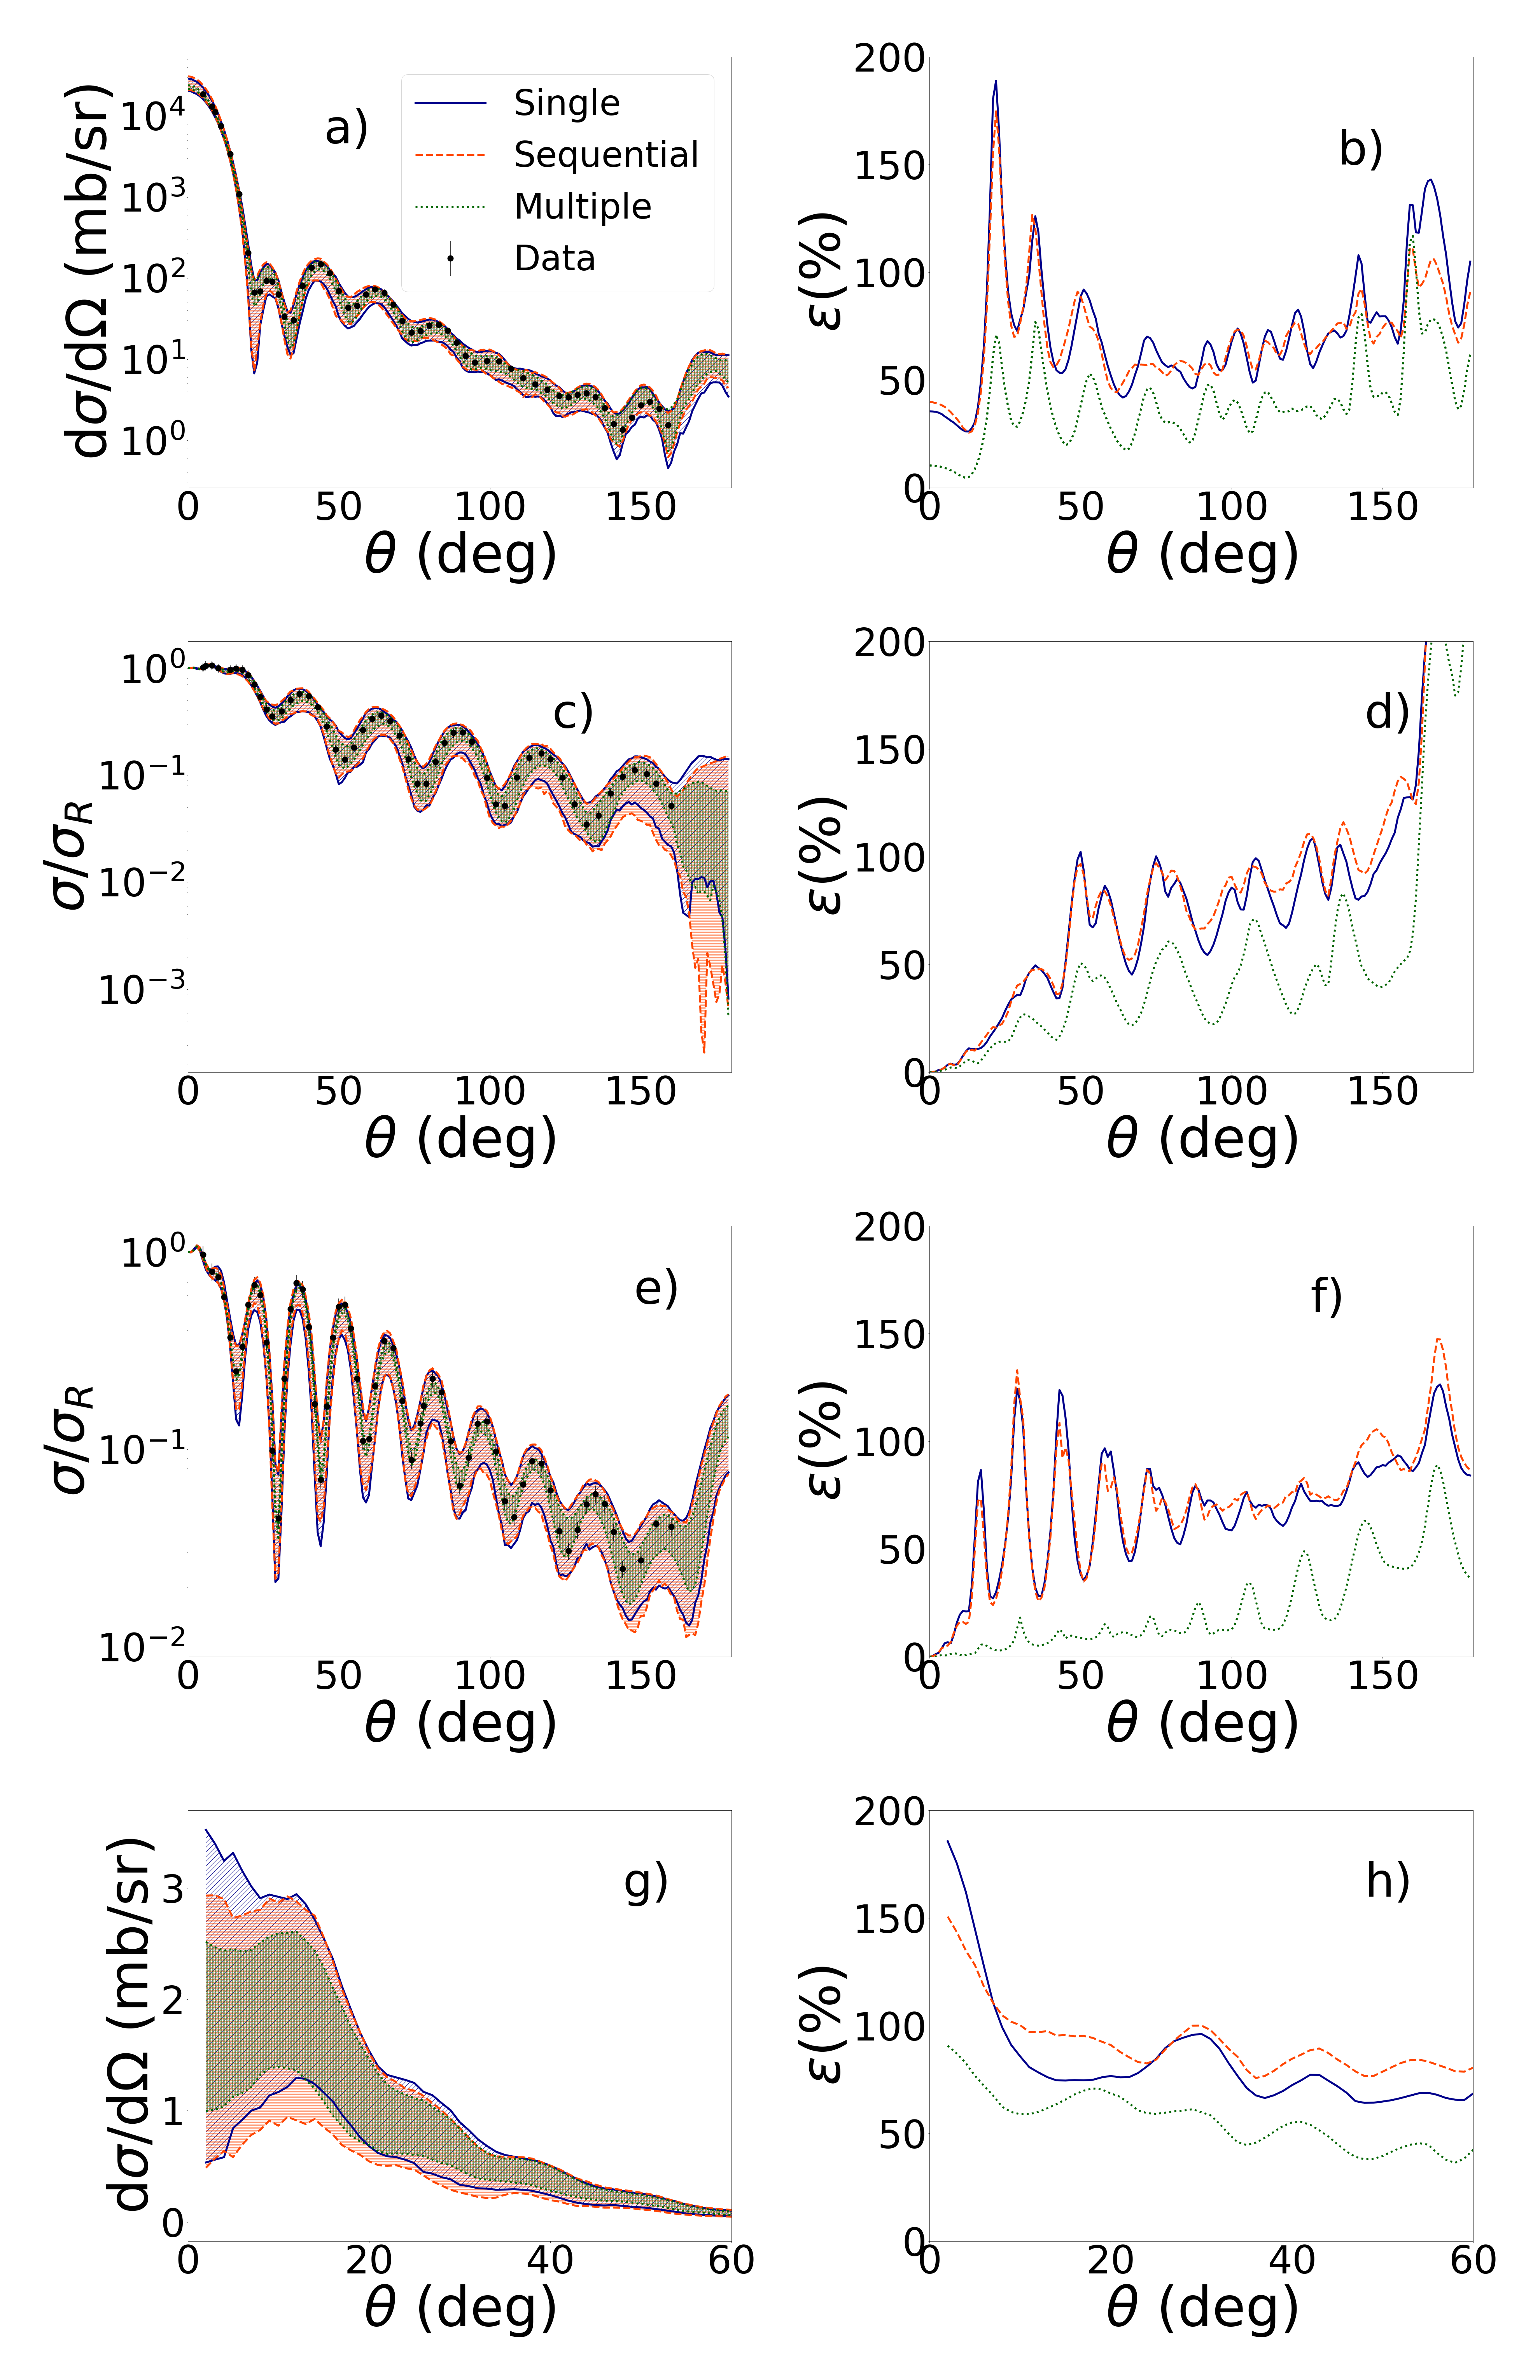 dσ/dΩ (mb/sr)
10⁴
10³
10²
10¹
10⁰
a)
Single
Sequential
Multiple
Data
0 50 100 150
θ (deg)
ε(%)
200
150
100
50
0
b)
0 50 100 150
θ (deg)
σ/σ_R
10⁰
10⁻¹
10⁻²
10⁻³
c)
0 50 100 150
θ (deg)
ε(%)
200
150
100
50
0
d)
0 50 100 150
θ (deg)
σ/σ_R
10⁰
10⁻¹
10⁻²
e)
0 50 100 150
θ (deg)
ε(%)
200
150
100
50
0
f)
0 50 100 150
θ (deg)
dσ/dΩ (mb/sr)
3
2
1
0
g)
0 20 40 60
θ (deg)
ε(%)
200
150
100
50
0
h)
0 20 40 60
θ (deg)